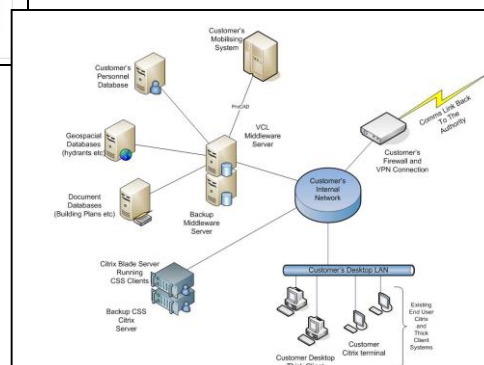 Customer's
Mobilising
System
Customer's
Personnel
Database
ProCAD
Comms Link Back
To The
Authority
Geospacial
Databases
(hydrants etc)
VCL
Middleware
Server
Customer's
Firewall and
VPN Connection
Customer's
Internal
Network
Document
Databases
(Building Plans etc)
Backup
Middleware
Server
Citrix Blade Server
Running
CSS Clients
Customer's Desktop LAN
Backup CSS
Citrix
Server
Existing
End User
Citrix
and
Thick
Client
Systems
Customer
Citrix terminal
Customer Desktop
Thick Client